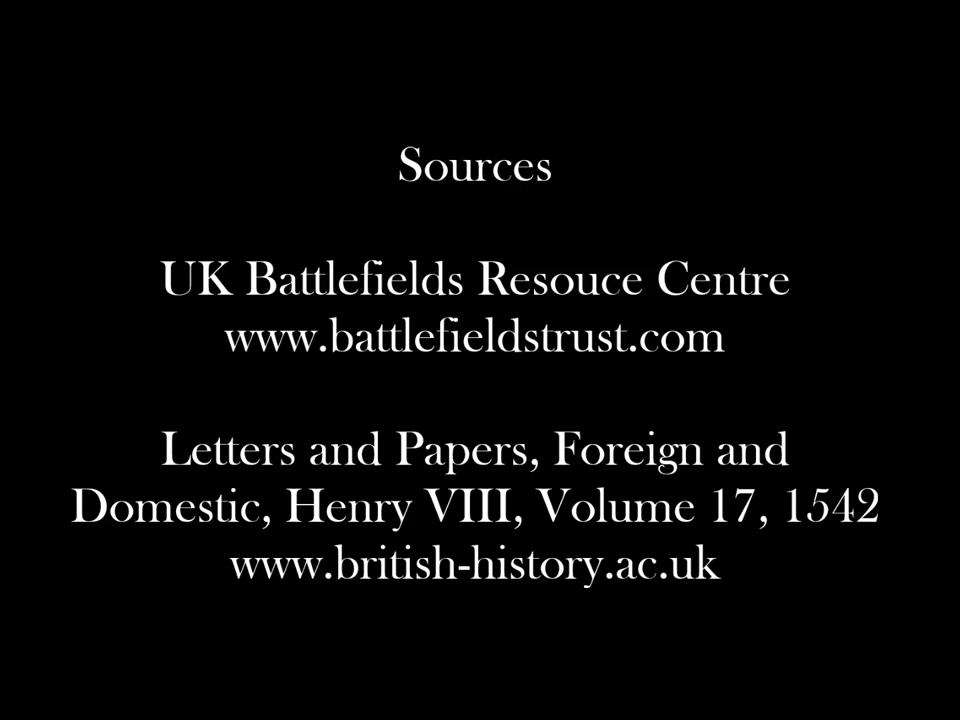 Sources
UK Battlefields Resouce Centre
www.battlefieldstrust.com
Letters and Papers, Foreign and
Domestic, Henry VIII, Volume 17, 1542
www.british-history.ac.uk